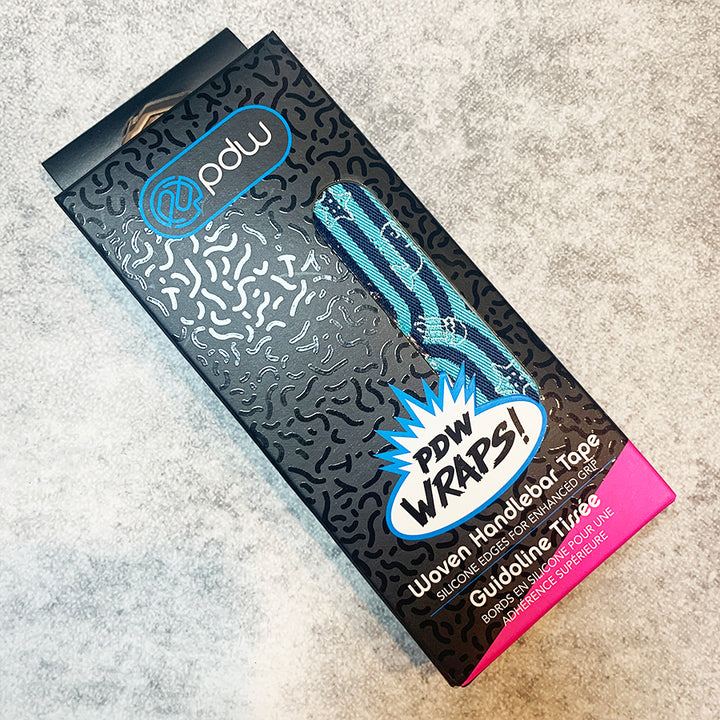 pdw
PDW
WRAPS!
Woven Handlebar Tape
SILICONE EDGES FOR ENHANCED GRIP
Guidoline Tissée
BORDS EN SILICONE POUR UNE
ADHÉRENCE SUPÉRIEURE